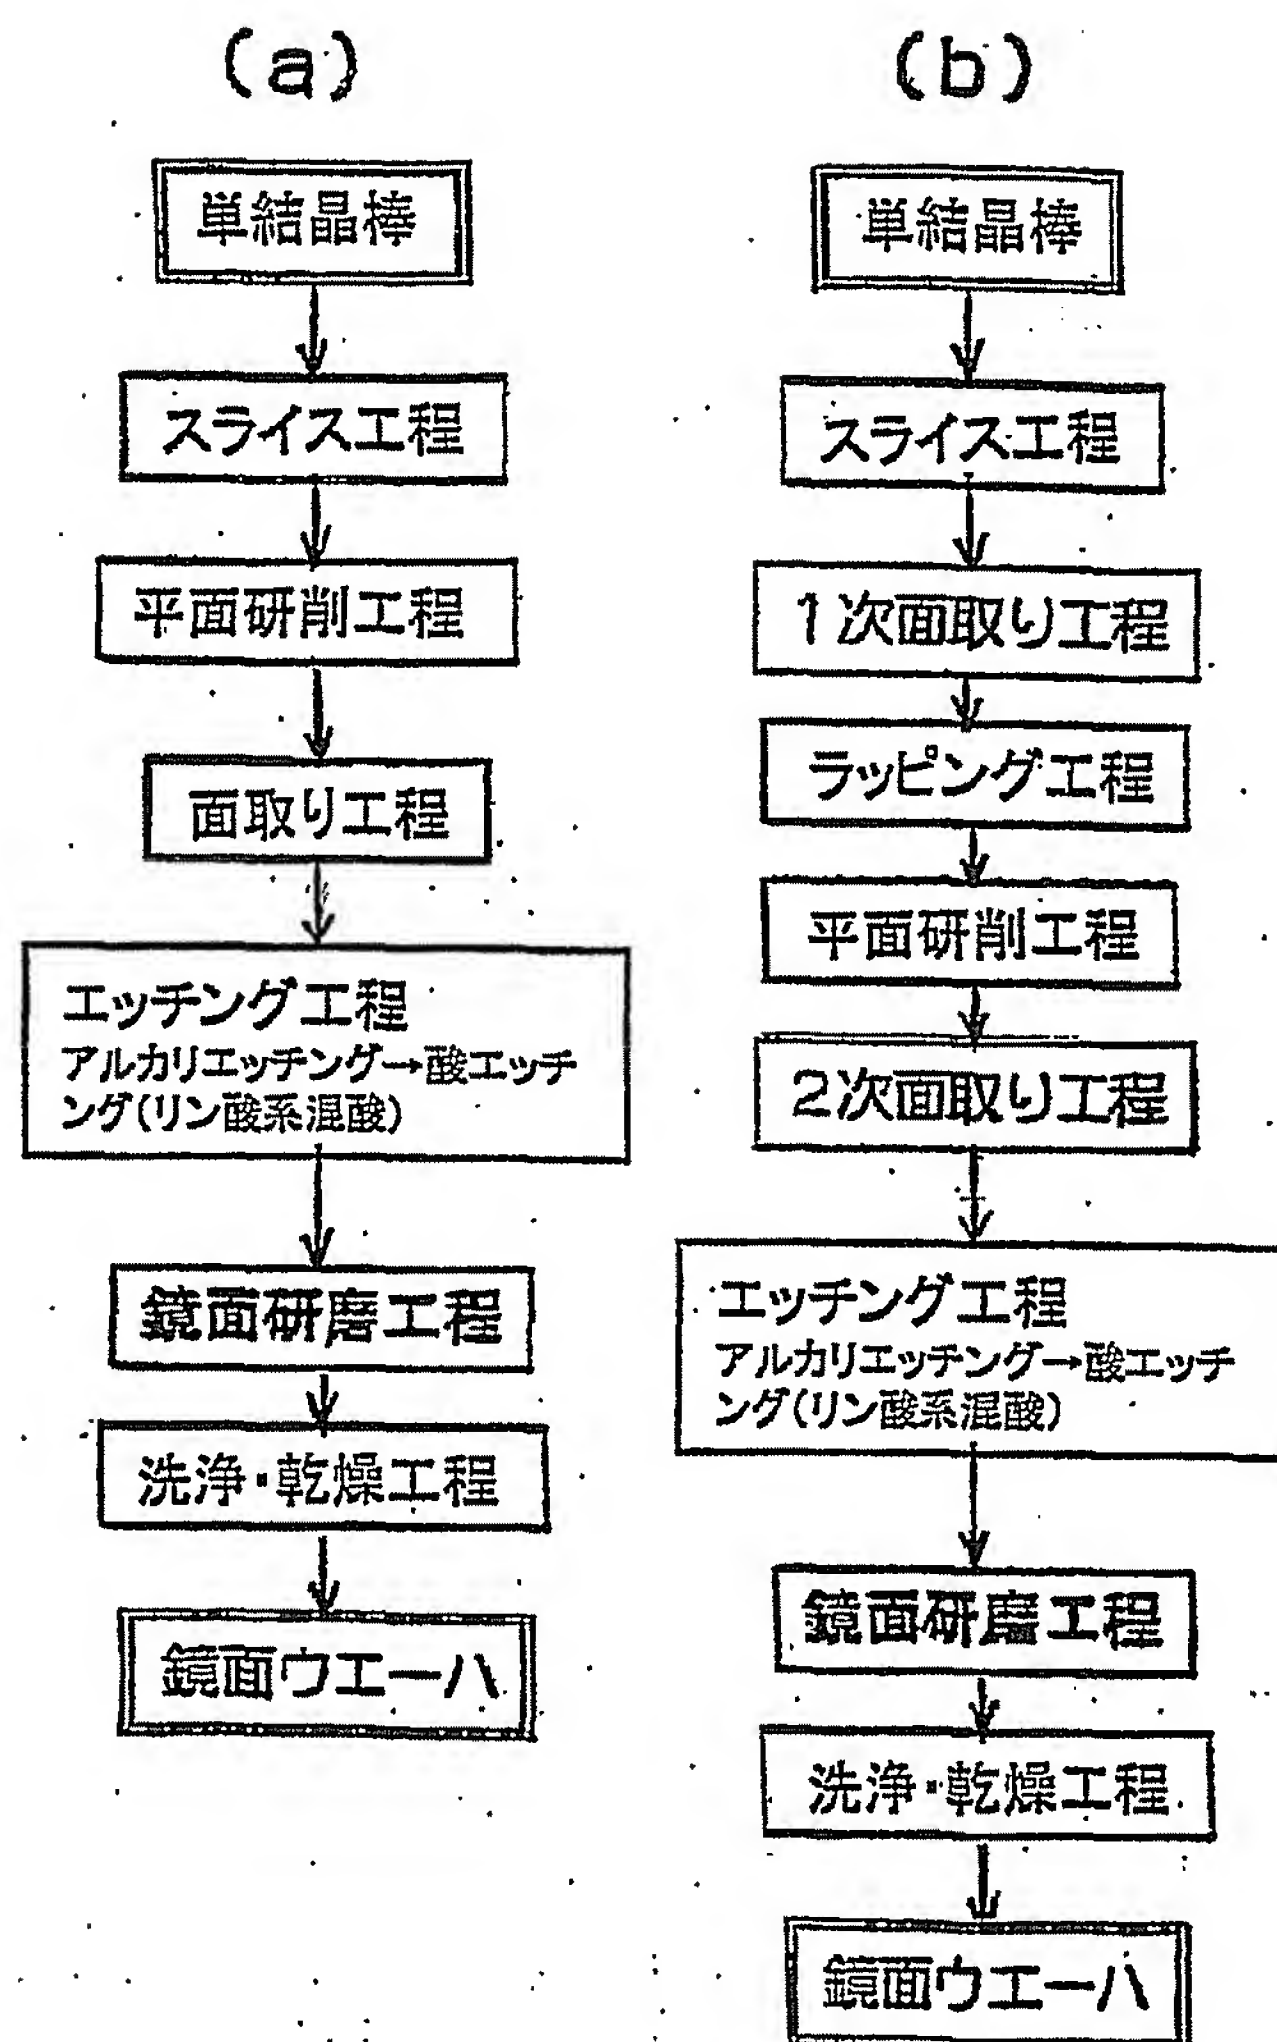 (a)
単結晶棒
スライス工程
平面研削工程
面取り工程
エッチング工程
アルカリエッチング→酸エッチ
ング(リン酸系混酸)
鏡面研磨工程
洗浄・乾燥工程
鏡面ウエーハ
(b)
単結晶棒
スライス工程
1次面取り工程
ラッピング工程
平面研削工程
2次面取り工程
エッチング工程
アルカリエッチング→酸エッチ
ング(リン酸系混酸)
鏡面研磨工程
洗浄・乾燥工程
鏡面ウエーハ